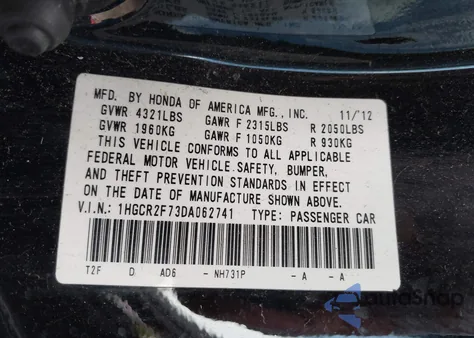 MFD. BY HONDA OF AMERICA MFG., INC. 11/'12
GVWR 4321LBS GAWR F 2315LBS R 2050LBS
GVWR 1960KG GAWR F 1050KG R 930KG
THIS VEHICLE CONFORMS TO ALL APPLICABLE
FEDERAL MOTOR VEHICLE SAFETY, BUMPER,
AND THEFT PREVENTION STANDARDS IN EFFECT
ON THE DATE OF MANUFACTURE SHOWN ABOVE.
V.I.N.: 1HGCR2F73DA062741 TYPE: PASSENGER CAR
T2F D AD6 - NH731P - A - A
AutoSnap